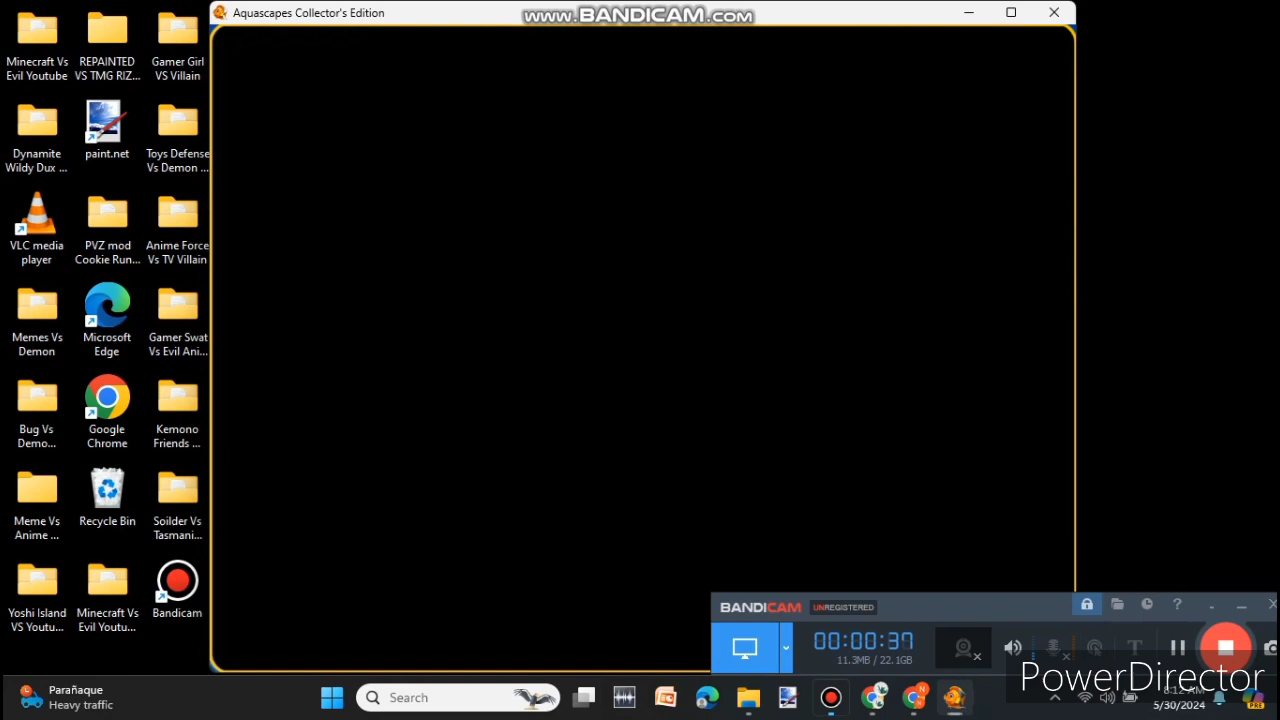 Aquascapes Collector's Edition
www.BANDICAM.com
Minecraft Vs
Evil Youtube
REPAINTED
VS TMG RIZ...
Gamer Girl
VS Villain
Dynamite
Wildy Dux ...
paint.net
Toys Defense
Vs Demon ...
VLC media
player
PVZ mod
Cookie Run...
Anime Force
Vs TV Villain
Memes Vs
Demon
Microsoft
Edge
Gamer Swat
Vs Evil Ani...
Bug Vs
Demo...
Google
Chrome
Kemono
Friends ...
Meme Vs
Anime ...
Recycle Bin
Soilder Vs
Tasmani...
Yoshi Island
VS Youtu...
Minecraft Vs
Evil Youtu...
Bandicam
BANDICAM UNREGISTERED
00:00:37
11.3MB / 22.1GB
PowerDirector
Parañaque
Heavy traffic
Search
8:12 AM
5/30/2024
PRE